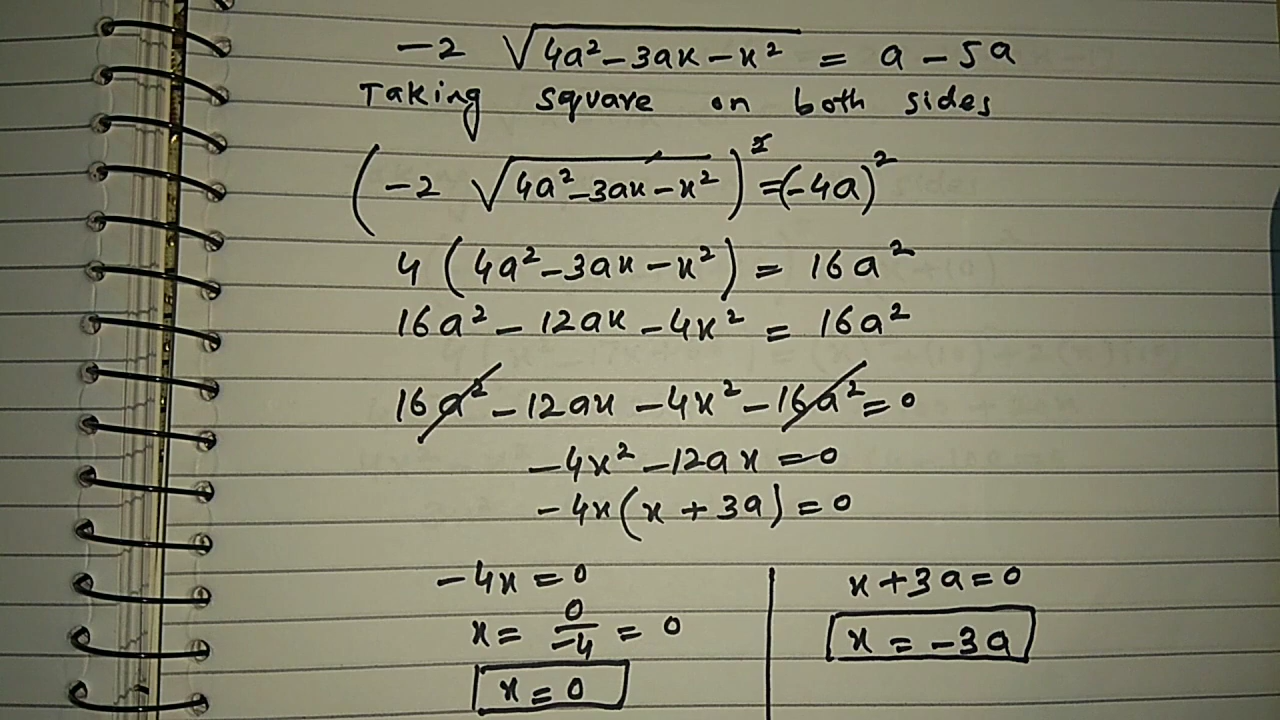 -2 √(4a²-3ax-x²) = a-5a
Taking square on both sides
(-2 √(4a²-3ax-x²))² =(-4a)²
4(4a²-3ax-x²) = 16a²
16a²-12ax-4x² = 16a²
16a²-12ax-4x²-16a²=0
-4x²-12ax=0
-4x(x+3a)=0
-4x=0
x= 0/-4 = 0
x=0
x+3a=0
x=-3a